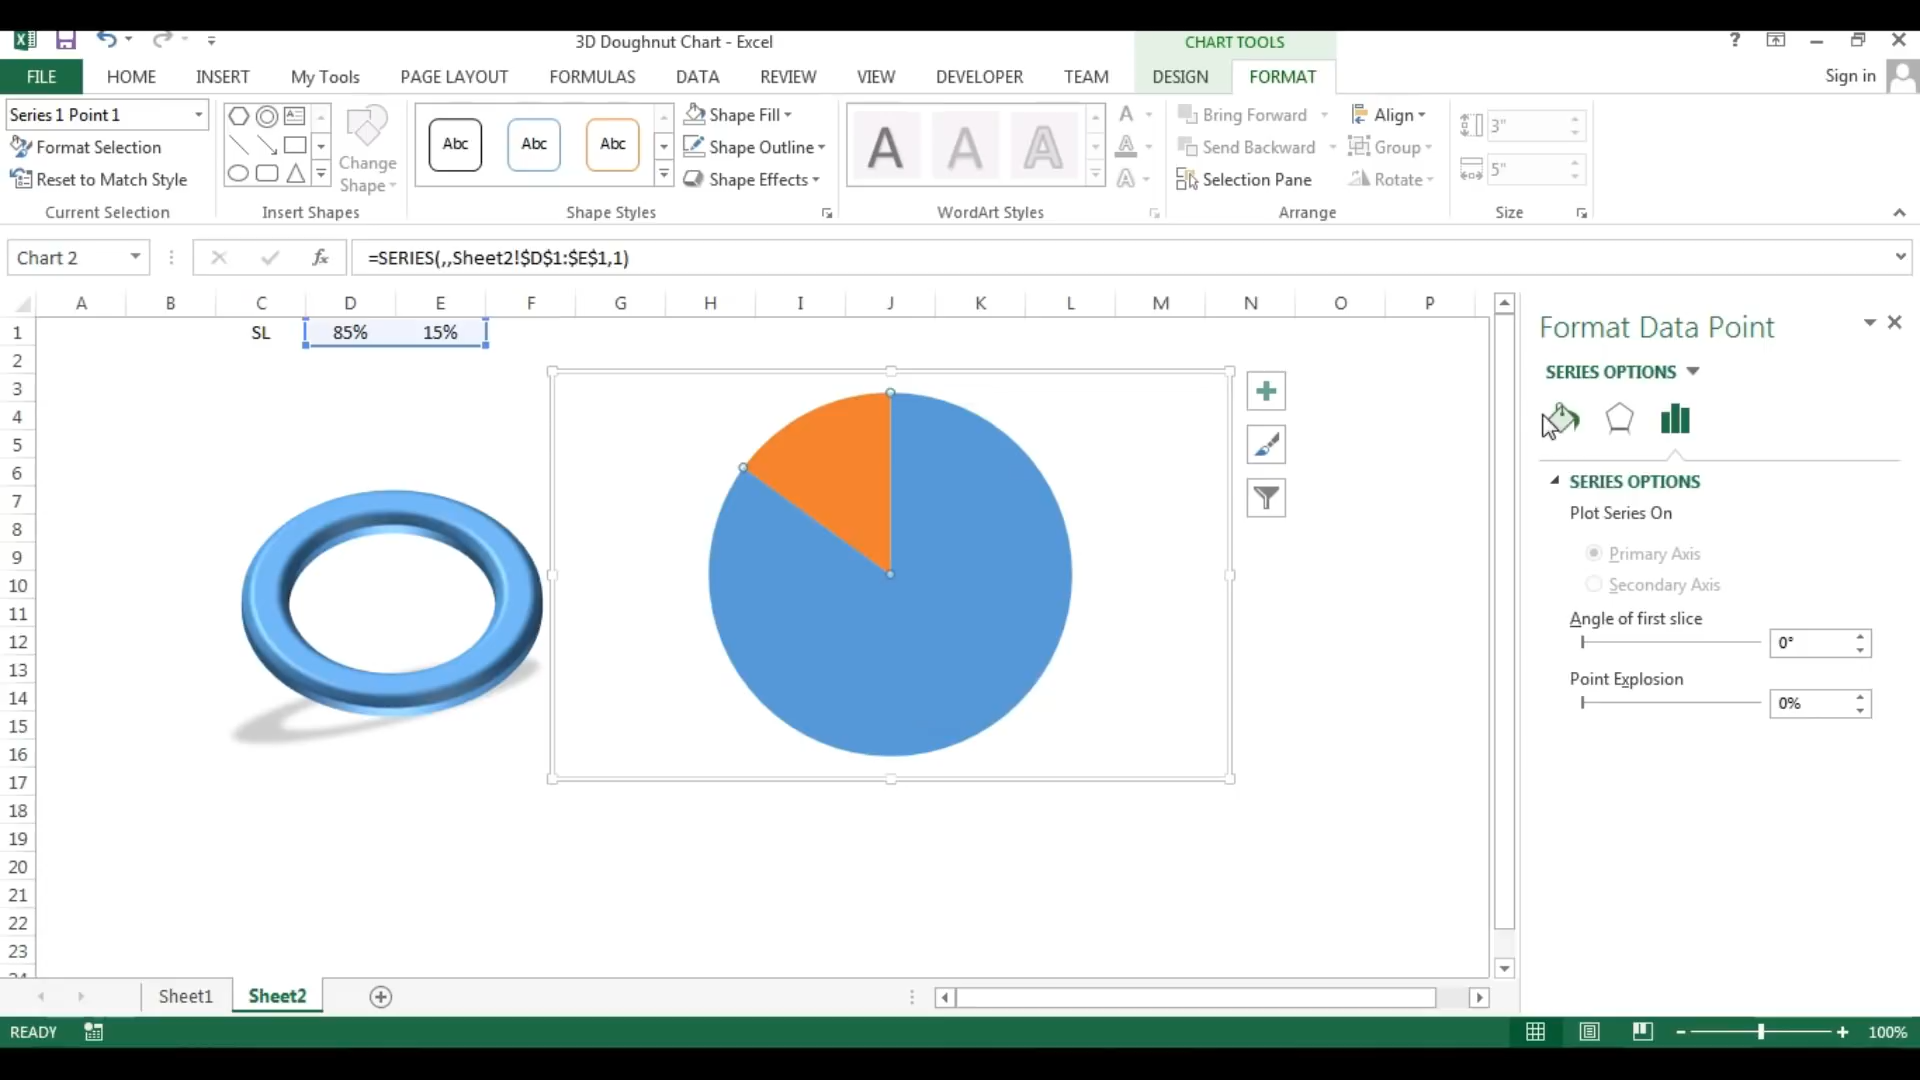 3D Doughnut Chart - Excel
CHART TOOLS
?
FILE HOME INSERT My Tools PAGE LAYOUT FORMULAS DATA REVIEW VIEW DEVELOPER TEAM DESIGN FORMAT
Sign in
Series 1 Point 1
Format Selection
Reset to Match Style
Current Selection
Change
Shape
Insert Shapes
Abc Abc Abc
Shape Fill
Shape Outline
Shape Effects
Shape Styles
A A A
WordArt Styles
Bring Forward
Send Backward
Selection Pane
Align
Group
Rotate
Arrange
3"
5"
Size
Chart 2
fx
=SERIES(,,Sheet2!$D$1:$E$1,1)
A B C D E F G H I J K L M N O P
1 SL 85% 15%
2
3
4
5
6
7
8
9
10
11
12
13
14
15
16
17
18
19
20
21
22
23
24
Format Data Point
SERIES OPTIONS
SERIES OPTIONS
Plot Series On
Primary Axis
Secondary Axis
Angle of first slice
0°
Point Explosion
0%
Sheet1 Sheet2
READY
100%